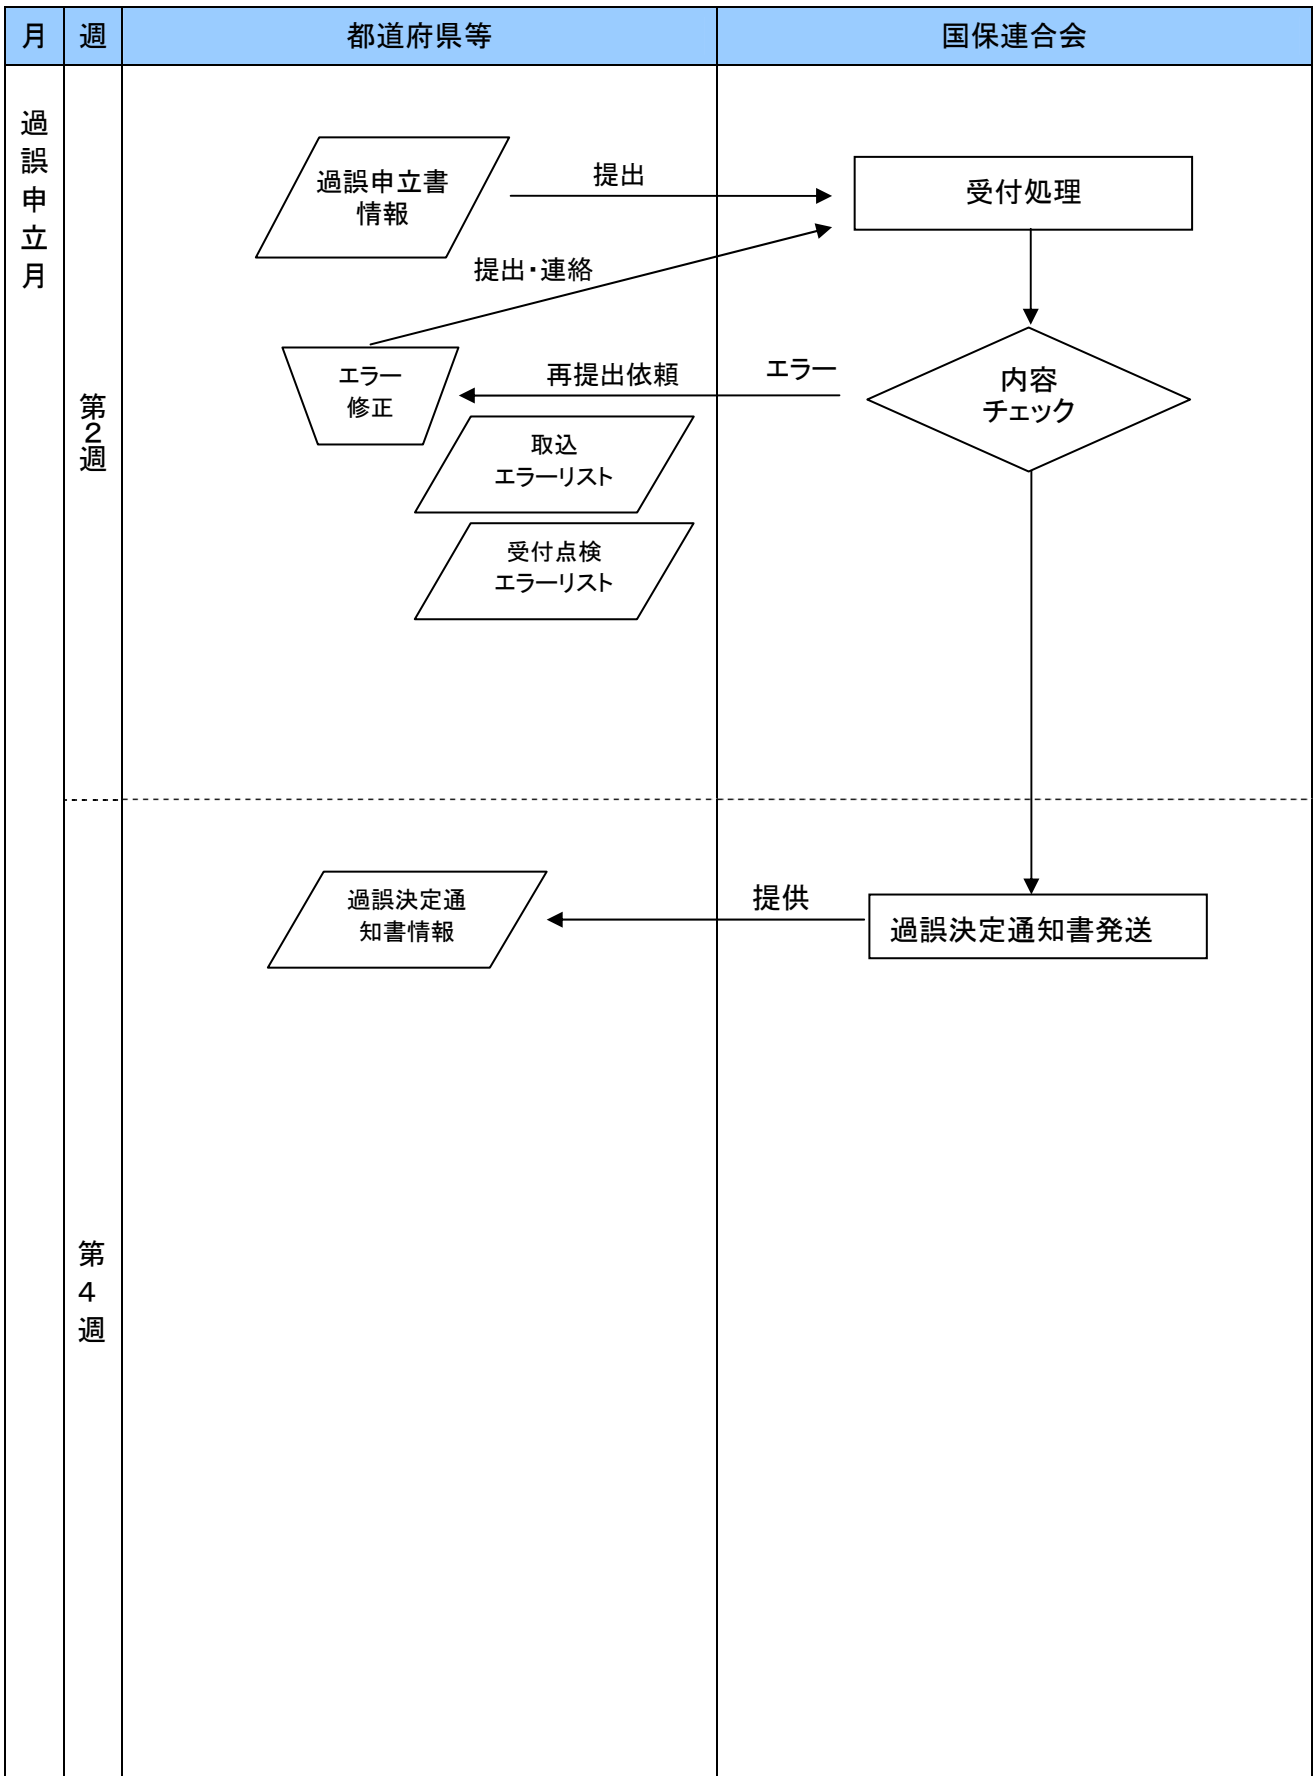 月
週
都道府県等
国保連合会
過誤申立月
第2週
過誤申立書
情報
提出
受付処理
提出・連絡
エラー
修正
再提出依頼
エラー
内容
チェック
取込
エラーリスト
受付点検
エラーリスト
第4週
過誤決定通
知書情報
提供
過誤決定通知書発送